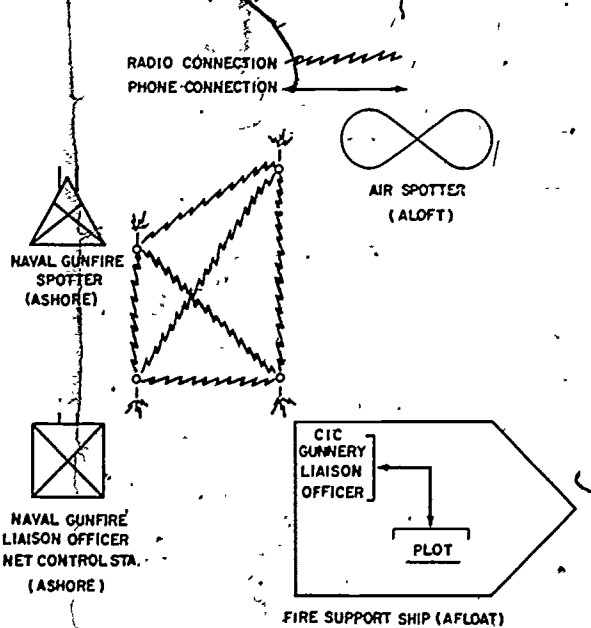 RADIO CONNECTION
PHONE CONNECTION
AIR SPOTTER
(ALOFT)
NAVAL GUNFIRE
SPOTTER
(ASHORE)
CIC
GUNNERY
LIAISON
OFFICER
PLOT
NAVAL GUNFIRE
LIAISON OFFICER
NET CONTROL STA.
(ASHORE)
FIRE SUPPORT SHIP (AFLOAT)